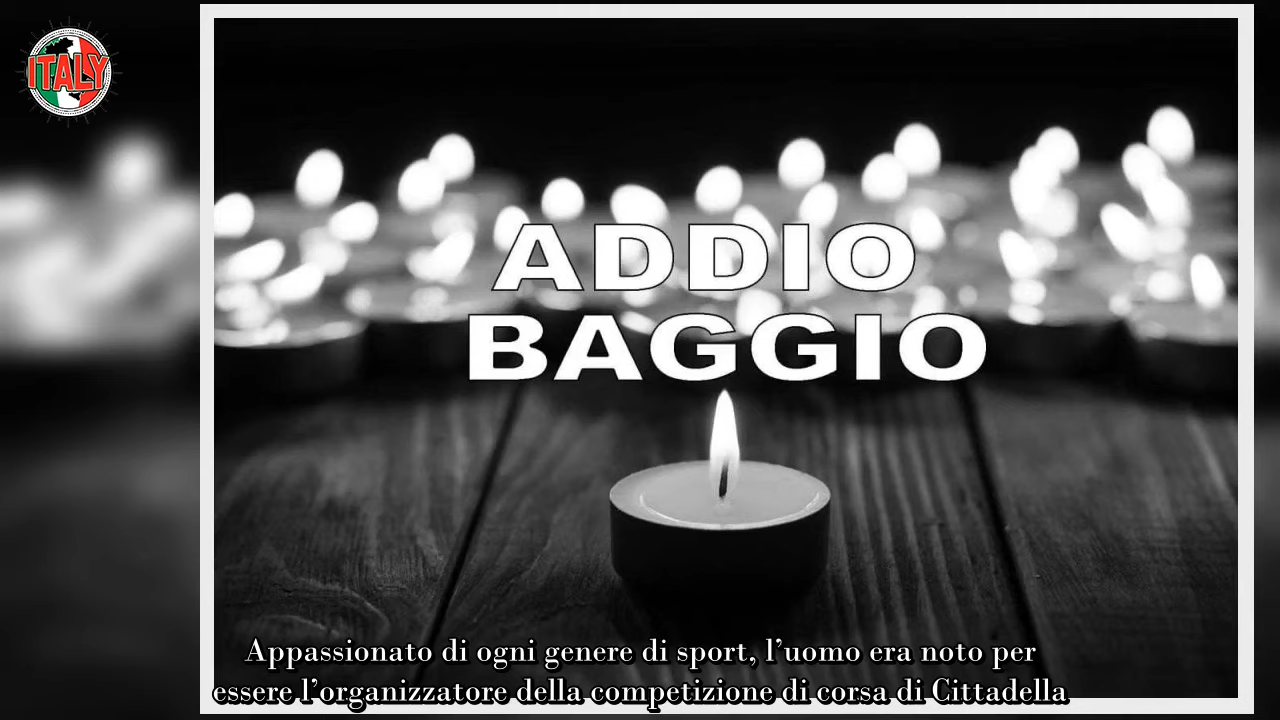 ITALY
ADDIO
BAGGIO
Appassionato di ogni genere di sport, l’uomo era noto per
essere l’organizzatore della competizione di corsa di Cittadella